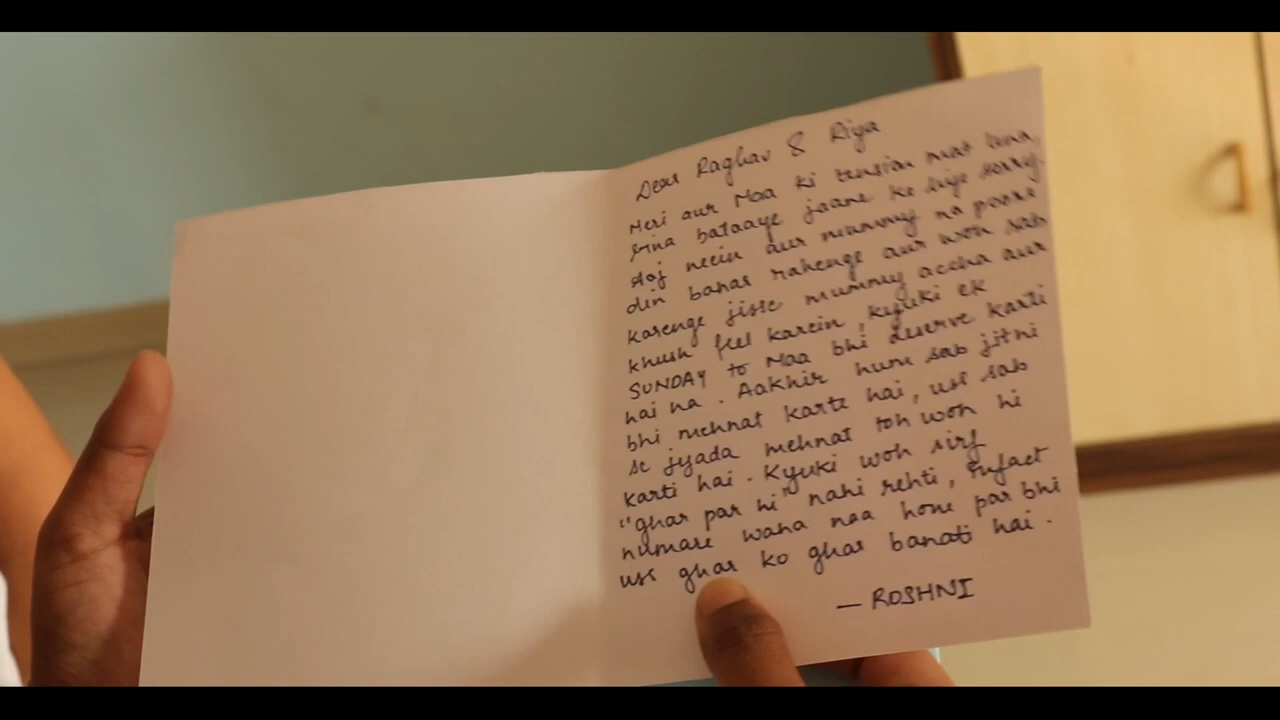 Dear Raghav & Riya
Meri aur Maa ki tension mat lena,
bina bataaye jaane ke liye sorry.
Aaj mein aur mummy na poore
din bahar rahenge aur woh sab
karenge jisse mummy accha aur
khush feel karein, kyuki ek
SUNDAY to Maa bhi deserve karti
hai na. Aakhir hum sab jitni
bhi mehnat karte hai, uss sab
se jyada mehnat toh woh hi
karti hai. Kyuki woh sirf
"ghar par hi" nahi rehti, infact
humare waha naa hone par bhi
uss ghar ko ghar banati hai.
— ROSHNI